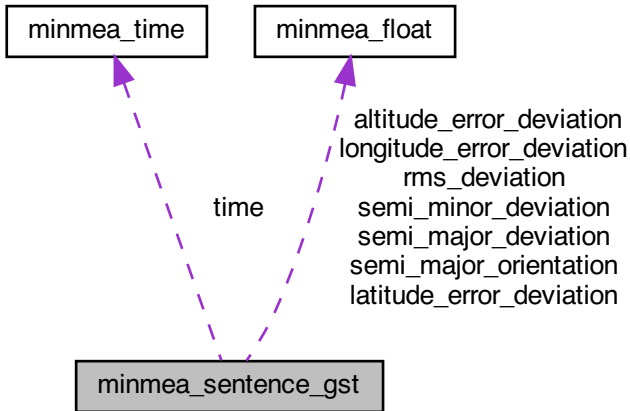 minmea_time
minmea_float
altitude_error_deviation
longitude_error_deviation
rms_deviation
time
semi_minor_deviation
semi_major_deviation
semi_major_orientation
latitude_error_deviation
minmea_sentence_gst